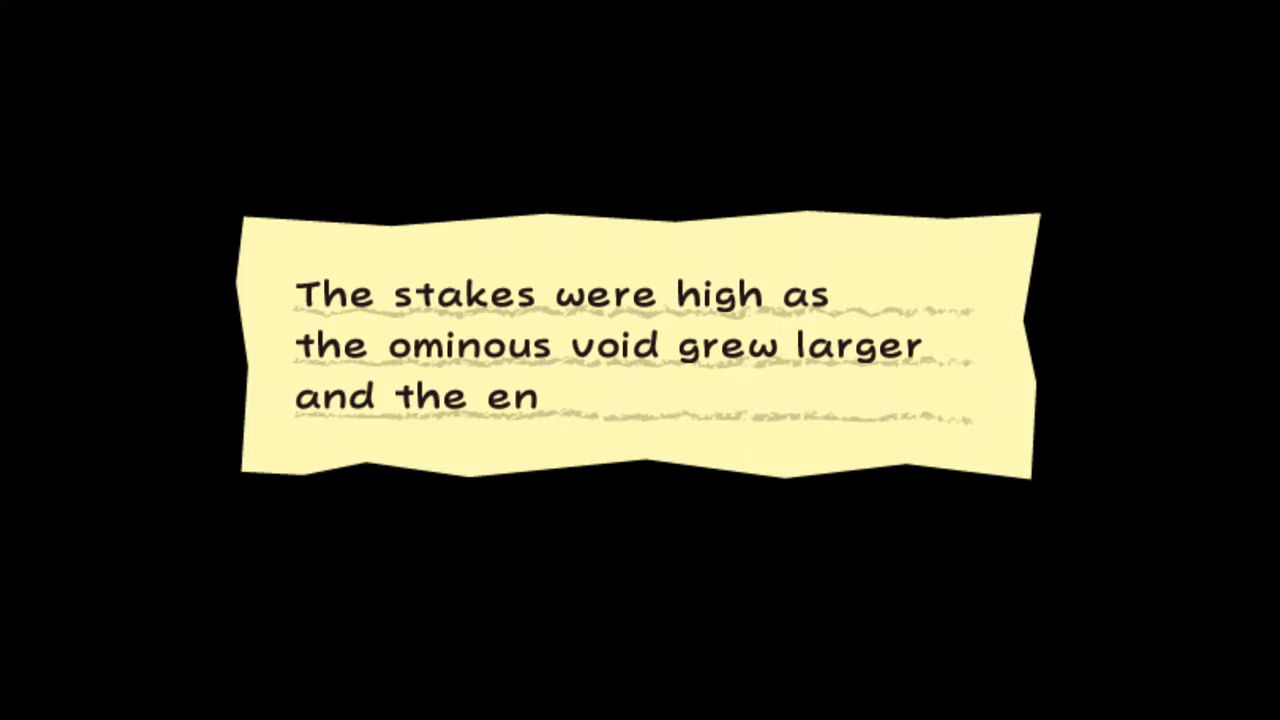 The stakes were high as
the ominous void grew larger
and the en